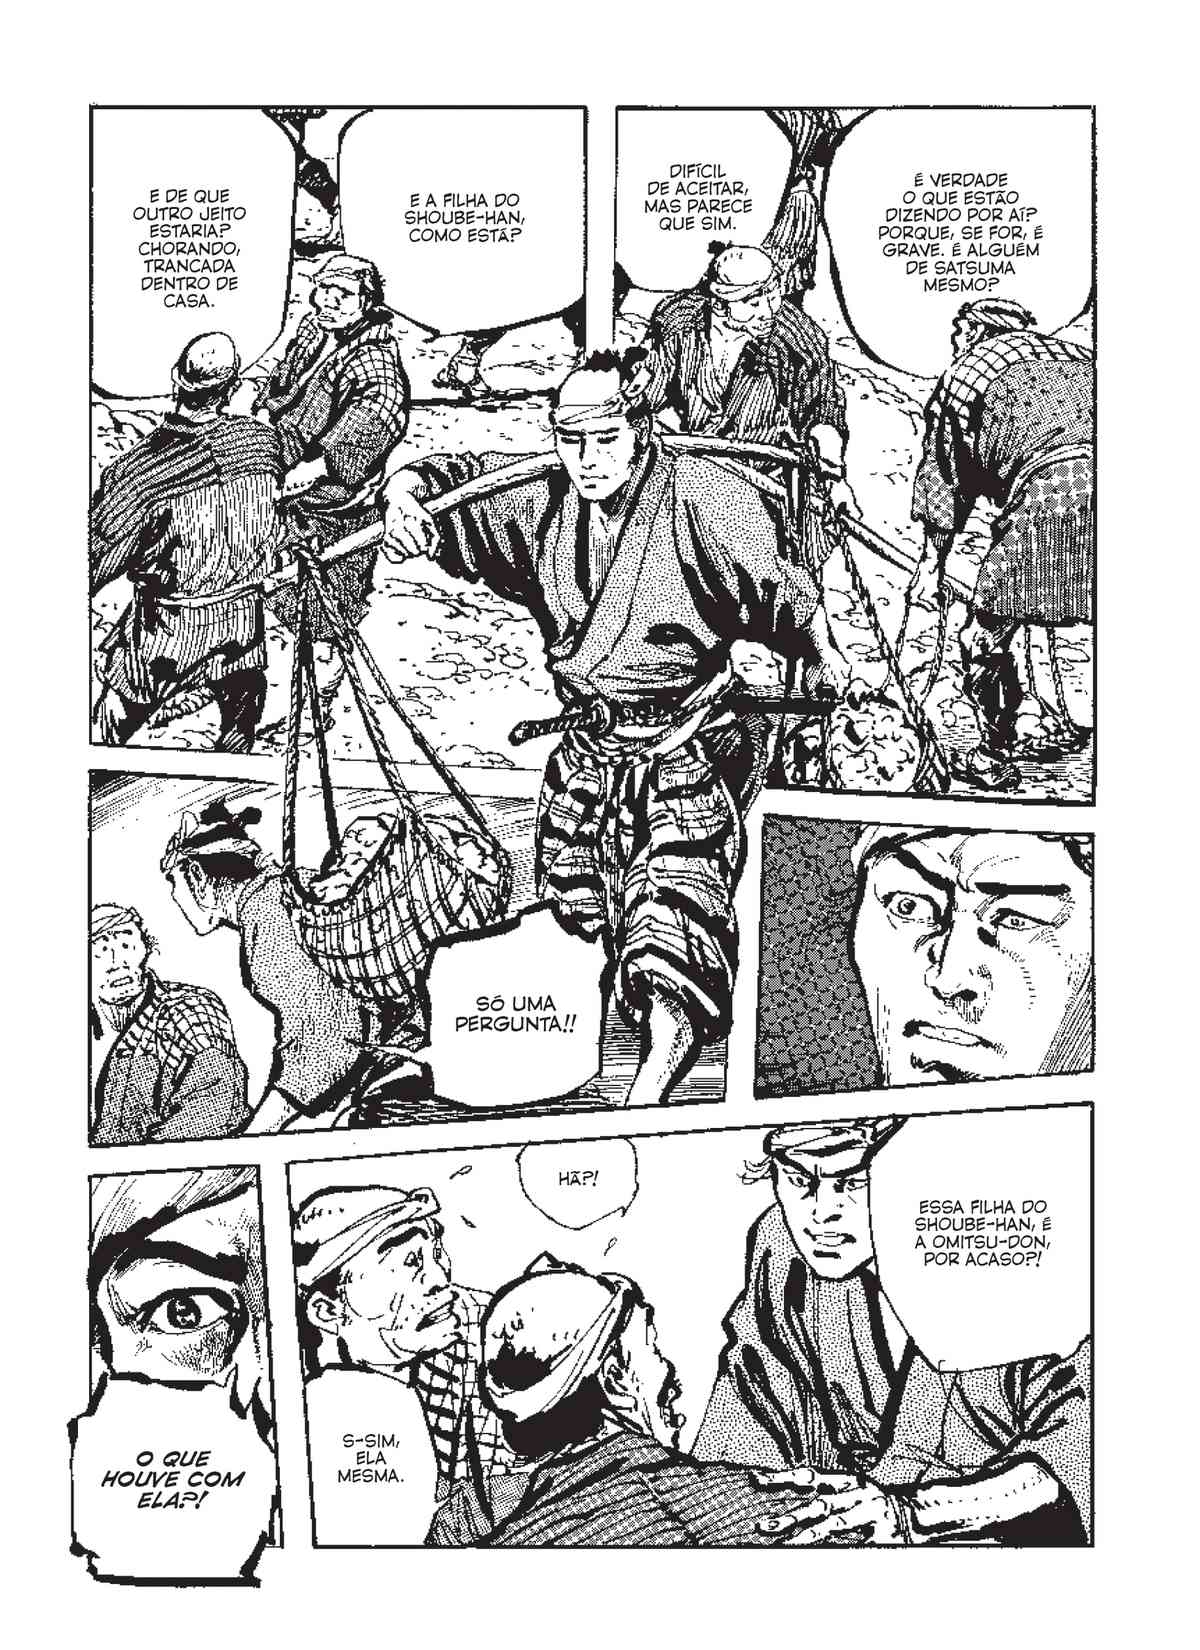 É VERDADE
O QUE ESTÃO
DIZENDO POR AÍ?
PORQUE, SE FOR, É
GRAVE. É ALGUÉM
DE SATSUMA
MESMO?
DIFÍCIL
DE ACEITAR,
MAS PARECE
QUE SIM.
E A FILHA DO
SHOUBE-HAN,
COMO ESTÁ?
E DE QUE
OUTRO JEITO
ESTARIA?
CHORANDO,
TRANCADA
DENTRO DE
CASA.
SÓ UMA
PERGUNTA!!
ESSA FILHA DO
SHOUBE-HAN, É
A OMITSU-DON,
POR ACASO?!
HÃ?!
S-SIM,
ELA
MESMA.
O QUE
HOUVE COM
ELA?!